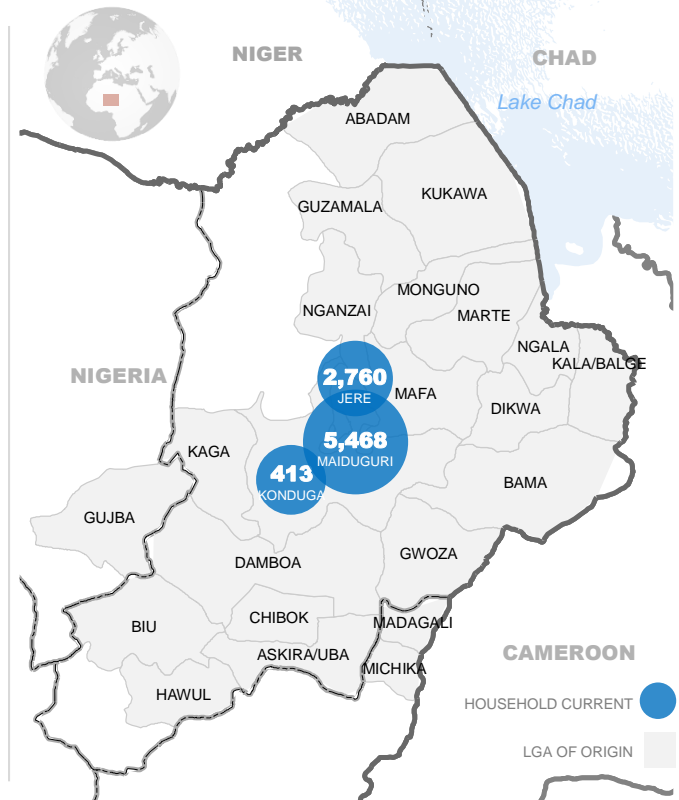 NIGER
CHAD
Lake Chad
ABADAM
KUKAWA
GUZAMALA
MONGUNO
NGANZAI
MARTE
NGALA
KALA/BALGE
NIGERIA
2,760
JERE
MAFA
DIKWA
5,468
MAIDUGURI
KAGA
413
KONDUGA
BAMA
GUJBA
GWOZA
DAMBOA
CHIBOK
MADAGALI
BIU
ASKIRA/UBA
CAMEROON
MICHIKA
HAWUL
HOUSEHOLD CURRENT
LGA OF ORIGIN